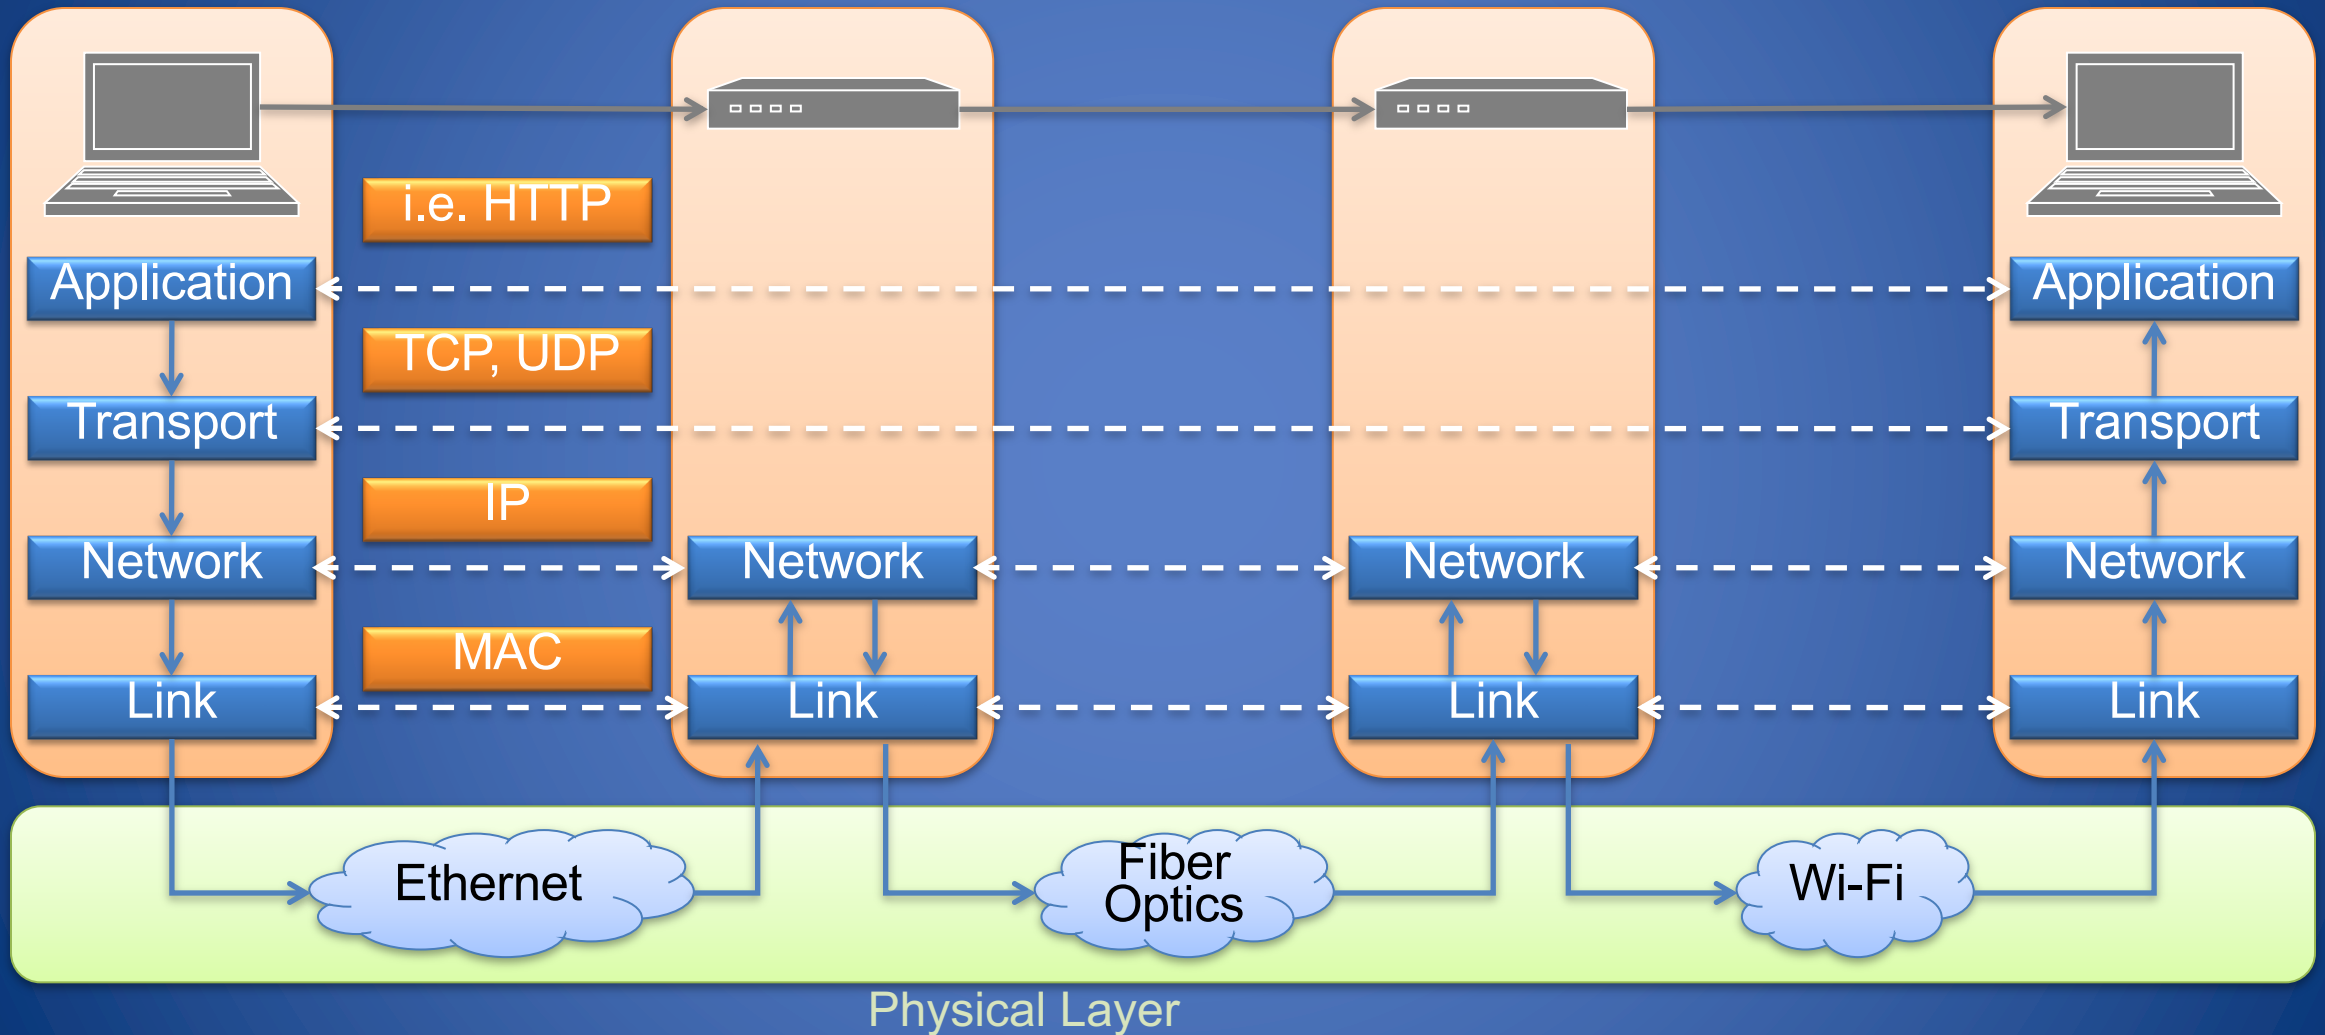 i.e. HTTP
Application
Application
TCP, UDP
Transport
Transport
IP
Network
Network
Network
Network
MAC
Link
Link
Link
Link
Ethernet
Fiber
Optics
Wi-Fi
Physical Layer